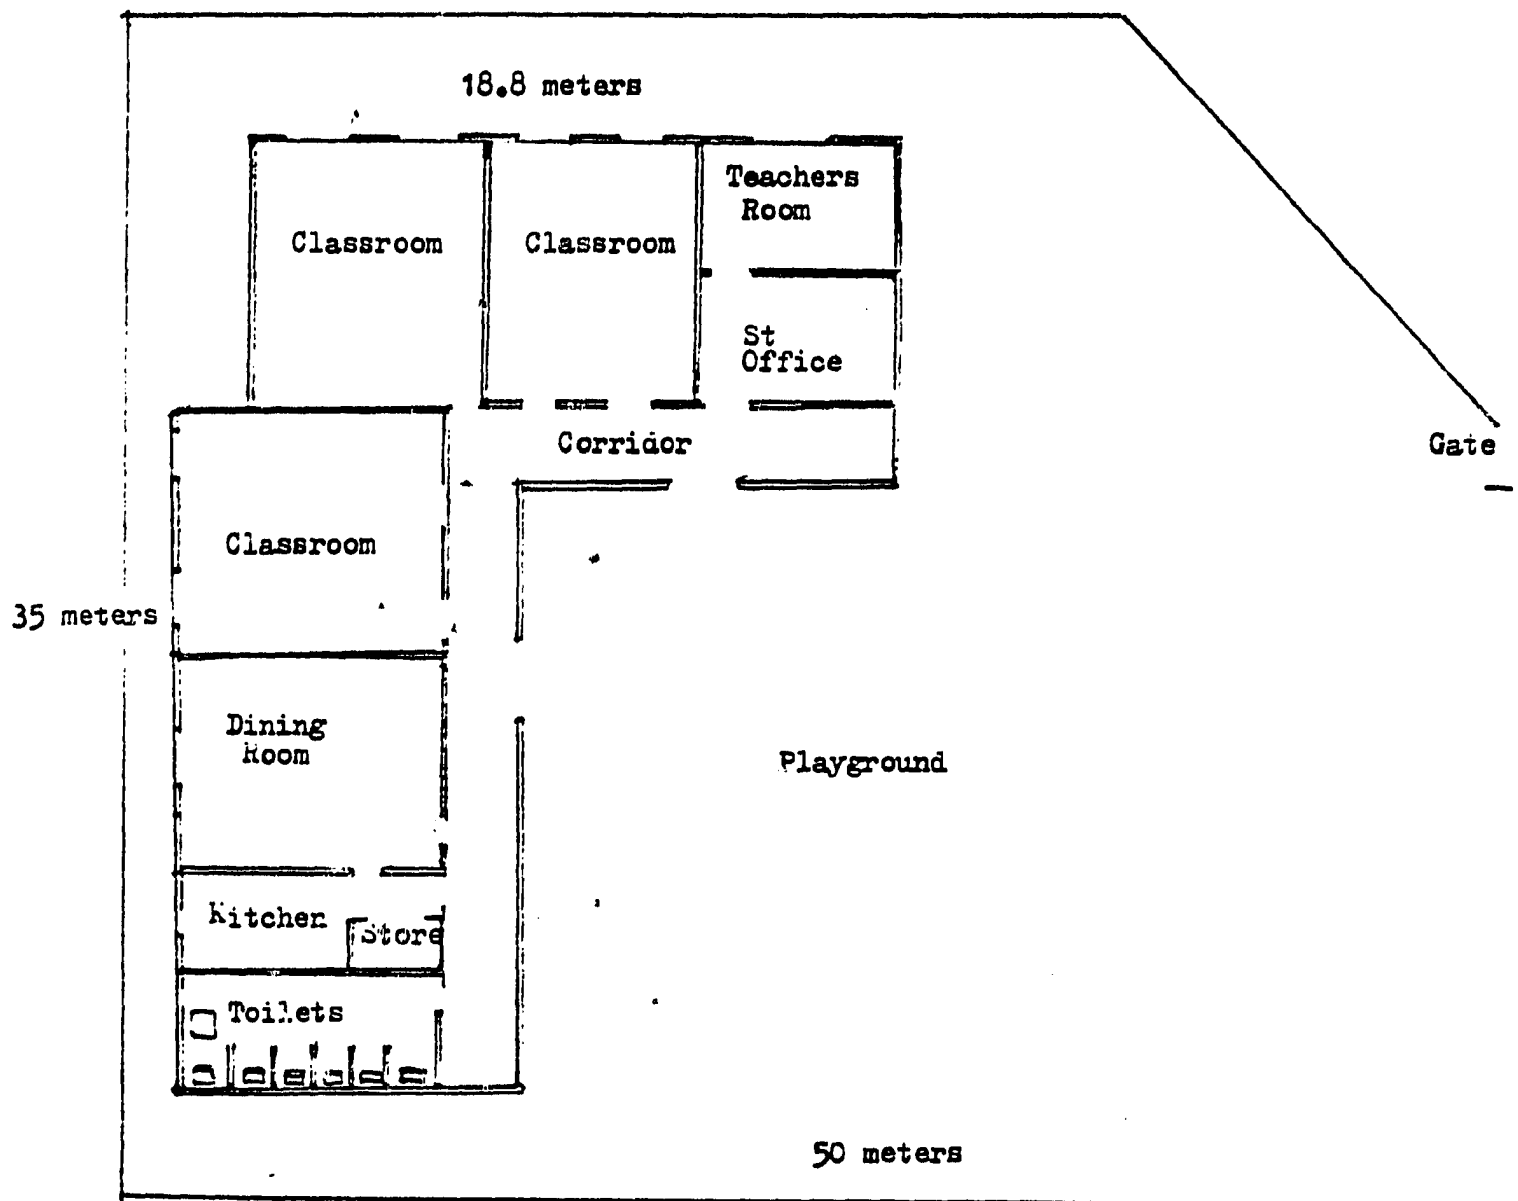 18.8 meters
Teachers
Room
Classroom
Classroom
St
Office
Corridor
Gate
Classroom
35 meters
Dining
Room
Playground
Kitchen
Store
Toilets
50 meters